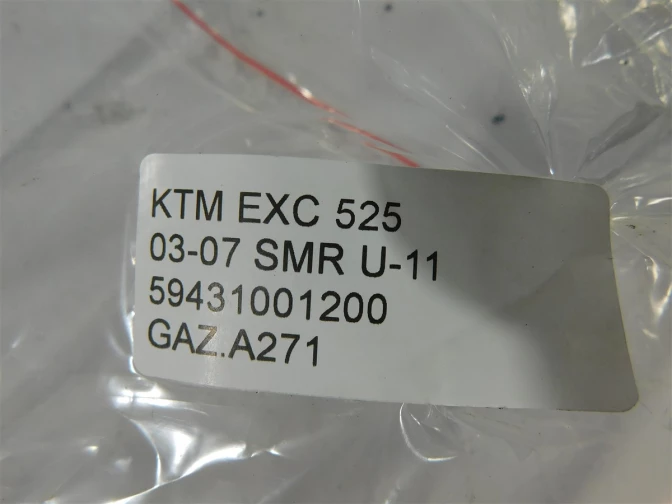 KTM EXC 525
03-07 SMR U-11
59431001200
GAZ.A271